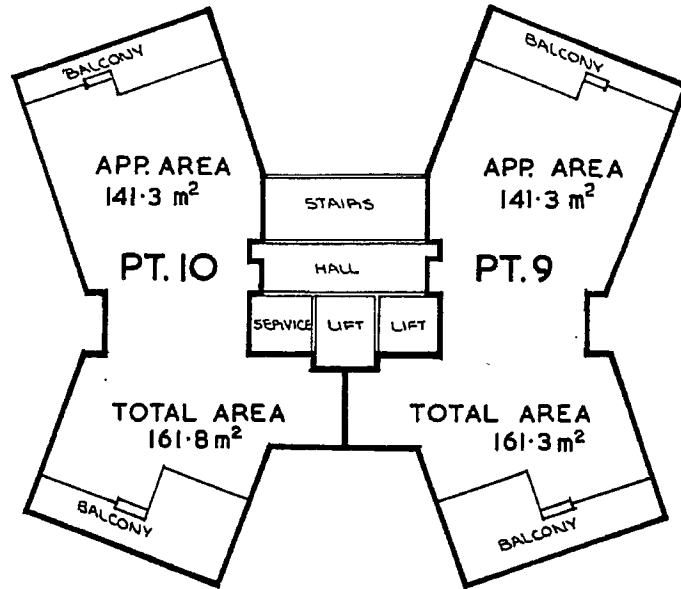 BALCONY
BALCONY
APP. AREA
141·3 m²
APP. AREA
141·3 m²
STAIRS
PT. 10
HALL
PT. 9
SERVICE
LIFT
LIFT
TOTAL AREA
161·8 m²
TOTAL AREA
161·3 m²
BALCONY
BALCONY